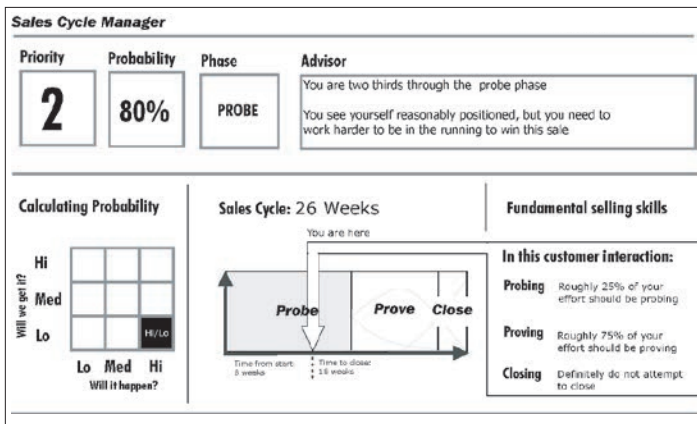 Sales Cycle Manager
Priority
Probability
Phase
Advisor
2
80%
PROBE
You are two thirds through the probe phase
You see yourself reasonably positioned, but you need to
work harder to be in the running to win this sale
Calculating Probability
Will we get it?
Hi
Med
Lo
Hi/Lo
Lo Med Hi
Will it happen?
Sales Cycle: 26 Weeks
You are here
Probe
Prove
Close
Time from start:
8 weeks
Time to close:
18 weeks
Fundamental selling skills
In this customer interaction:
Probing Roughly 25% of your
effort should be probing
Proving Roughly 75% of your
effort should be proving
Closing Definitely do not attempt
to close